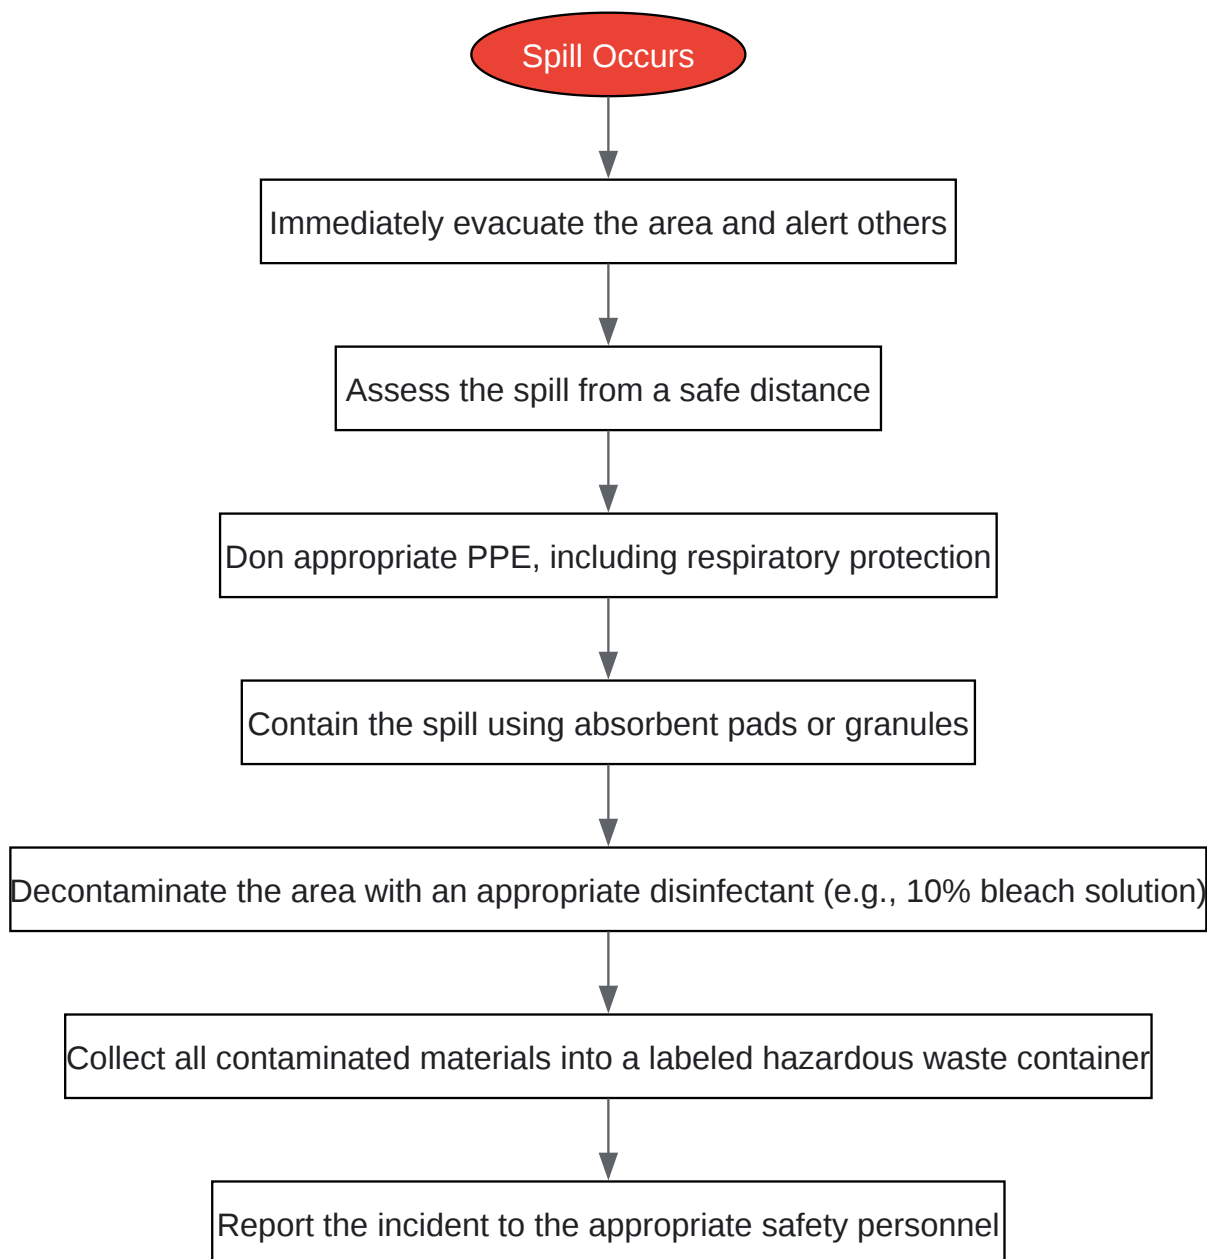 Spill Occurs
Immediately evacuate the area and alert others
Assess the spill from a safe distance
Don appropriate PPE, including respiratory protection
Contain the spill using absorbent pads or granules
Decontaminate the area with an appropriate disinfectant (e.g., 10% bleach solution)
Collect all contaminated materials into a labeled hazardous waste container
Report the incident to the appropriate safety personnel